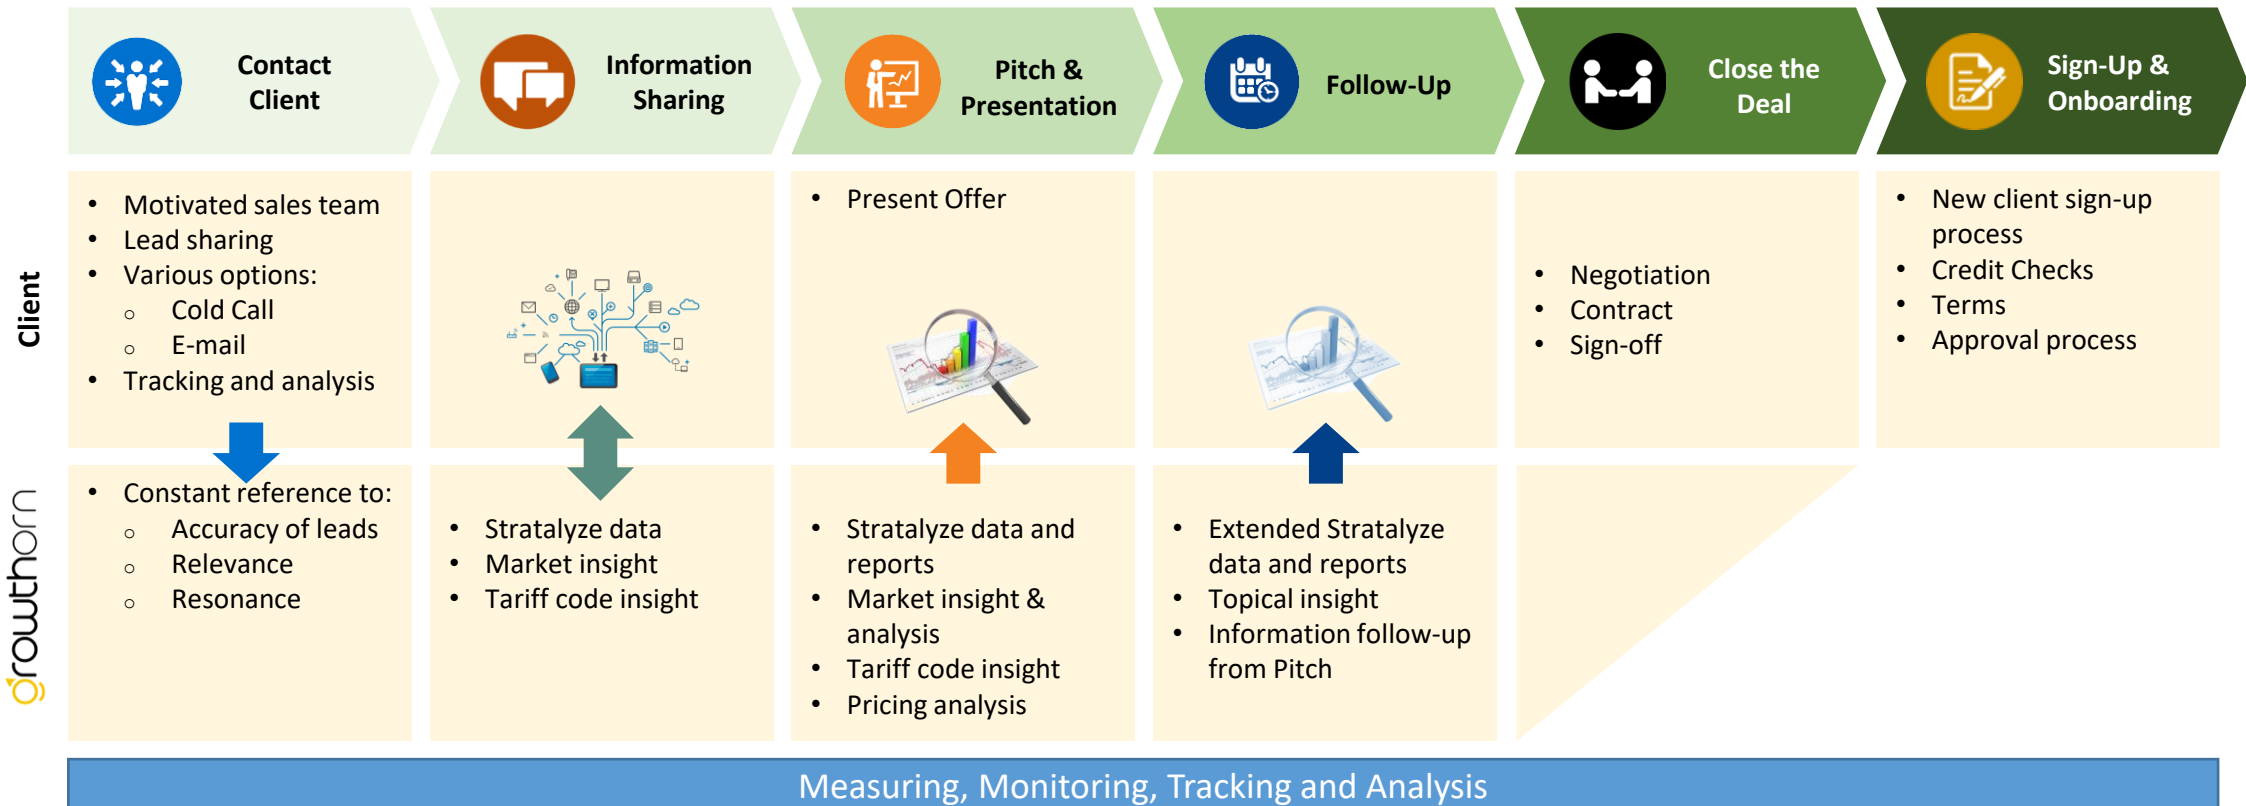 Contact
Client
Information
Sharing
Pitch &
Presentation
Follow-Up
Close the
Deal
Sign-Up &
Onboarding
Client
• Motivated sales team
• Lead sharing
• Various options:
o Cold Call
o E-mail
• Tracking and analysis
• Present Offer
• Negotiation
• Contract
• Sign-off
• New client sign-up
process
• Credit Checks
• Terms
• Approval process
growthorn
• Constant reference to:
o Accuracy of leads
o Relevance
o Resonance
• Stratalyze data
• Market insight
• Tariff code insight
• Stratalyze data and
reports
• Market insight &
analysis
• Tariff code insight
• Pricing analysis
• Extended Stratalyze
data and reports
• Topical insight
• Information follow-up
from Pitch
Measuring, Monitoring, Tracking and Analysis